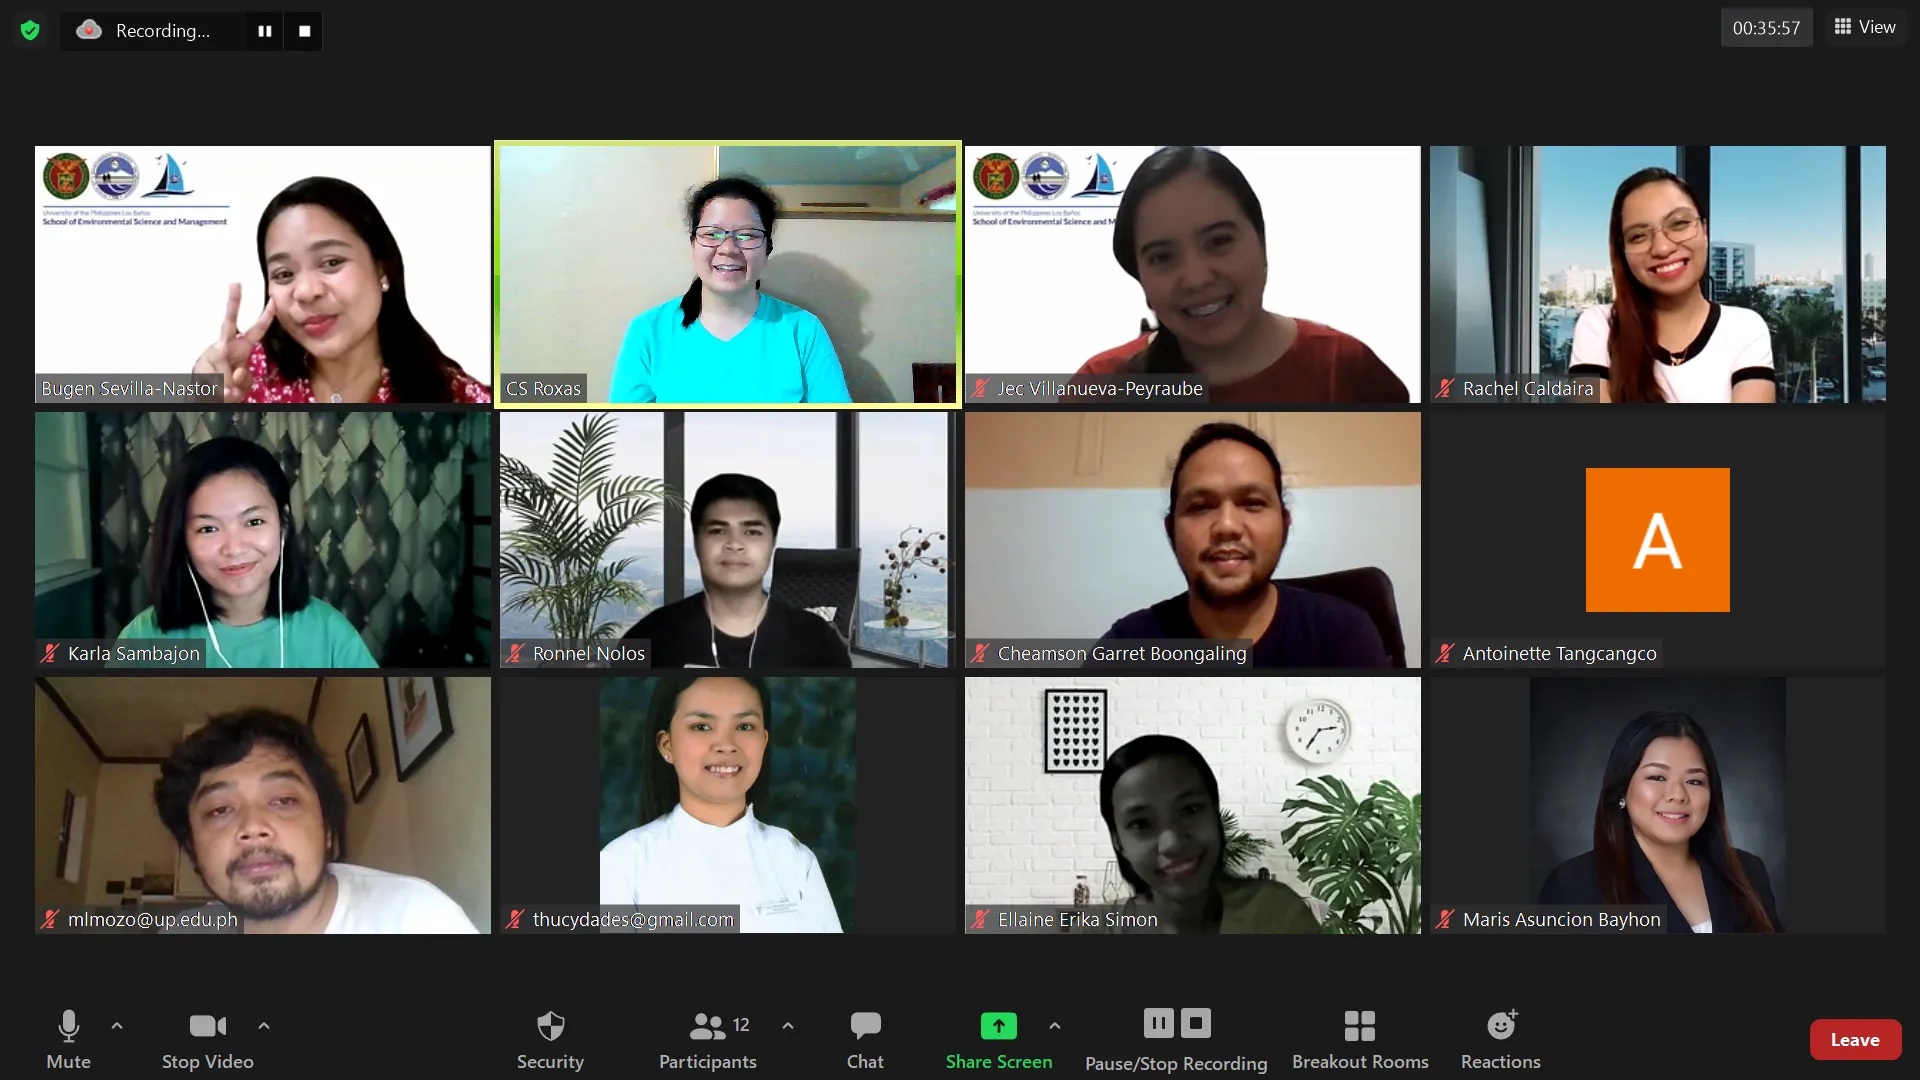 Recording...
00:35:57
View
University of the Philippines Los Baños
School of Environmental Science and Management
Bugen Sevilla-Nastor
CS Roxas
University of the Philippines Los Baños
School of Environmental Science and M
Jec Villanueva-Peyraube
Rachel Caldaira
Karla Sambajon
Ronnel Nolos
Cheamson Garret Boongaling
A
Antoinette Tangcangco
mlmozo@up.edu.ph
thucydades@gmail.com
Ellaine Erika Simon
Maris Asuncion Bayhon
Mute
Stop Video
Security
12
Participants
Chat
Share Screen
Pause/Stop Recording
Breakout Rooms
Reactions
Leave